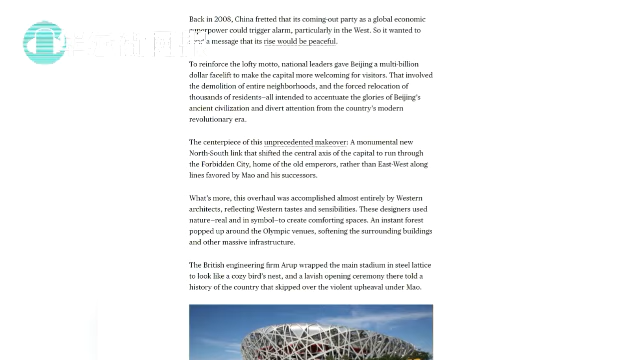 Back in 2008, China fretted that its coming-out party as a global economic
superpower could trigger alarm, particularly in the West. So it wanted to
a message that its rise would be peaceful.
To reinforce the lofty motto, national leaders gave Beijing a multi-billion
dollar facelift to make the capital more welcoming for visitors. That involved
the demolition of entire neighborhoods, and the forced relocation of
thousands of residents—all intended to accentuate the glories of Beijing's
ancient civilization and divert attention from the country's modern
revolutionary era.
The centerpiece of this unprecedented makeover: A monumental new
North-South link that shifted the central axis of the capital to run through
the Forbidden City, home of the old emperors, rather than East-West along
lines favored by Mao and his successors.
What's more, this overhaul was accomplished almost entirely by Western
architects, reflecting Western tastes and sensibilities. These designers used
nature—real and in symbol—to create comforting spaces. An instant forest
popped up around the Olympic venues, softening the surrounding buildings
and other massive infrastructure.
The British engineering firm Arup wrapped the main stadium in steel lattice
to look like a cozy bird's nest, and a lavish opening ceremony there told a
history of the country that skipped over the violent upheaval under Mao.